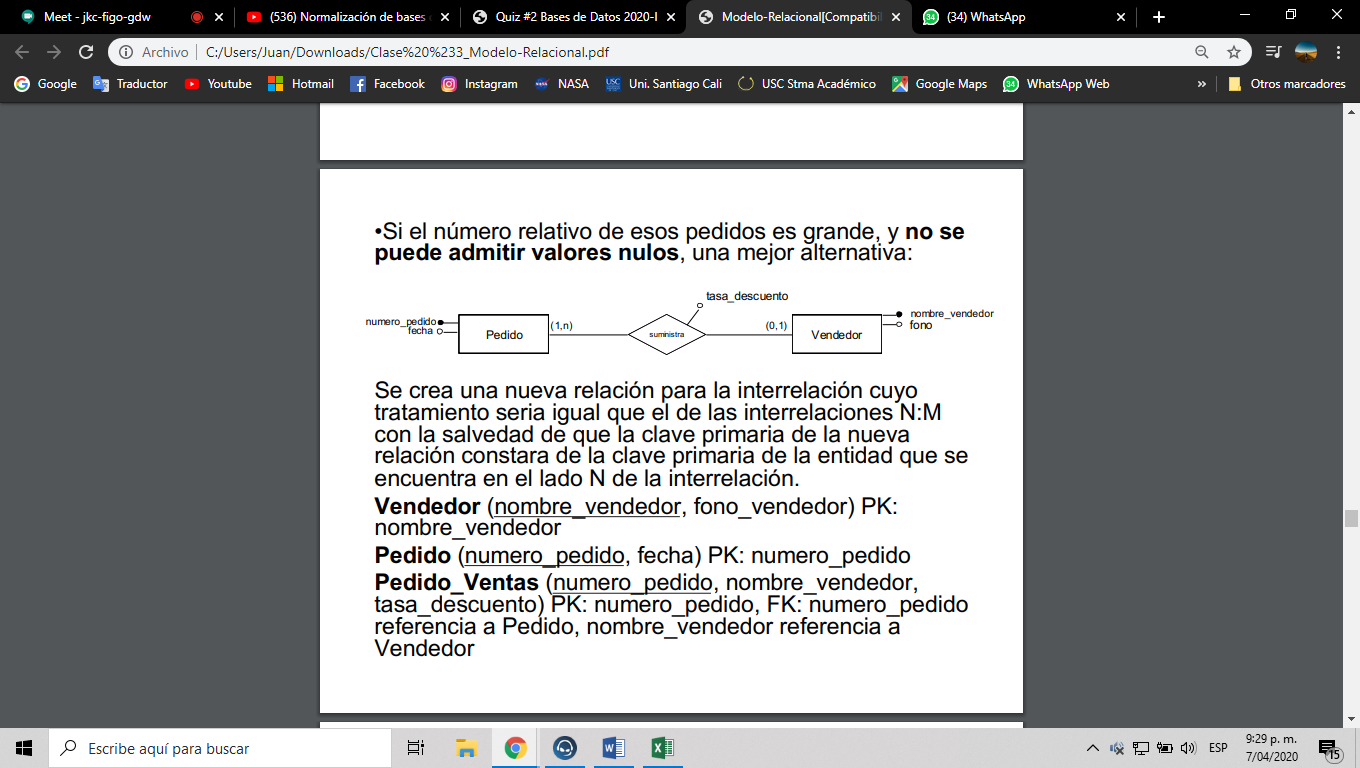 Meet - jkc-figo-gdw
(536) Normalización de bases
Quiz #2 Bases de Datos 2020-I
Modelo-Relacional[Compatibil
(34) WhatsApp
Archivo
C:/Users/Juan/Downloads/Clase%20%233_Modelo-Relacional.pdf
Google
Traductor
Youtube
Hotmail
Facebook
Instagram
NASA
Uni. Santiago Cali
USC Stma Académico
Google Maps
WhatsApp Web
»
Otros marcadores
•Si el número relativo de esos pedidos es grande, y no se
puede admitir valores nulos, una mejor alternativa:
tasa_descuento
numero_pedido
fecha
Pedido
(1,n)
suministra
(0,1)
Vendedor
nombre_vendedor
fono
Se crea una nueva relación para la interrelación cuyo
tratamiento seria igual que el de las interrelaciones N:M
con la salvedad de que la clave primaria de la nueva
relación constara de la clave primaria de la entidad que se
encuentra en el lado N de la interrelación.
Vendedor (nombre_vendedor, fono_vendedor) PK:
nombre_vendedor
Pedido (numero_pedido, fecha) PK: numero_pedido
Pedido_Ventas (numero_pedido, nombre_vendedor,
tasa_descuento) PK: numero_pedido, FK: numero_pedido
referencia a Pedido, nombre_vendedor referencia a
Vendedor
Escribe aquí para buscar
ESP
9:29 p. m.
7/04/2020
15